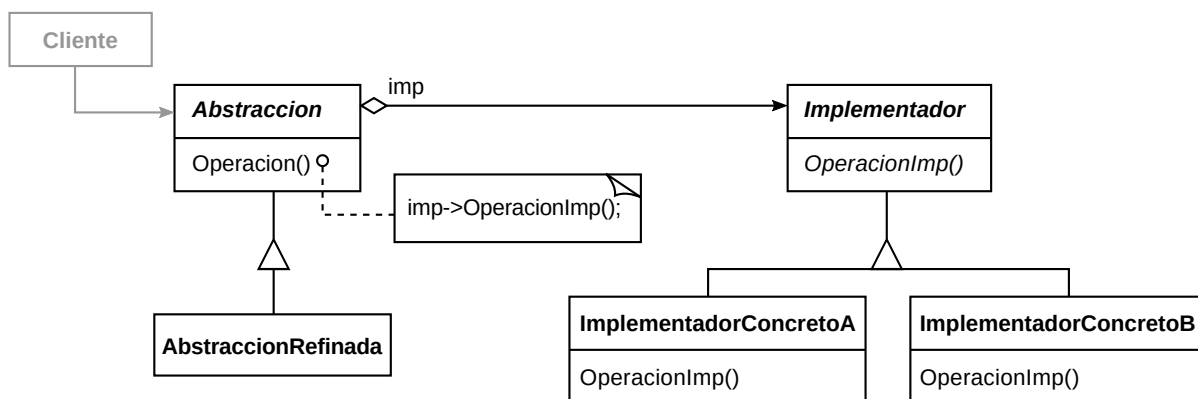 Cliente
imp
Abstraccion
Implementador
Operacion()
OperacionImp()
imp->OperacionImp();
AbstraccionRefinada
ImplementadorConcretoA
ImplementadorConcretoB
OperacionImp()
OperacionImp()